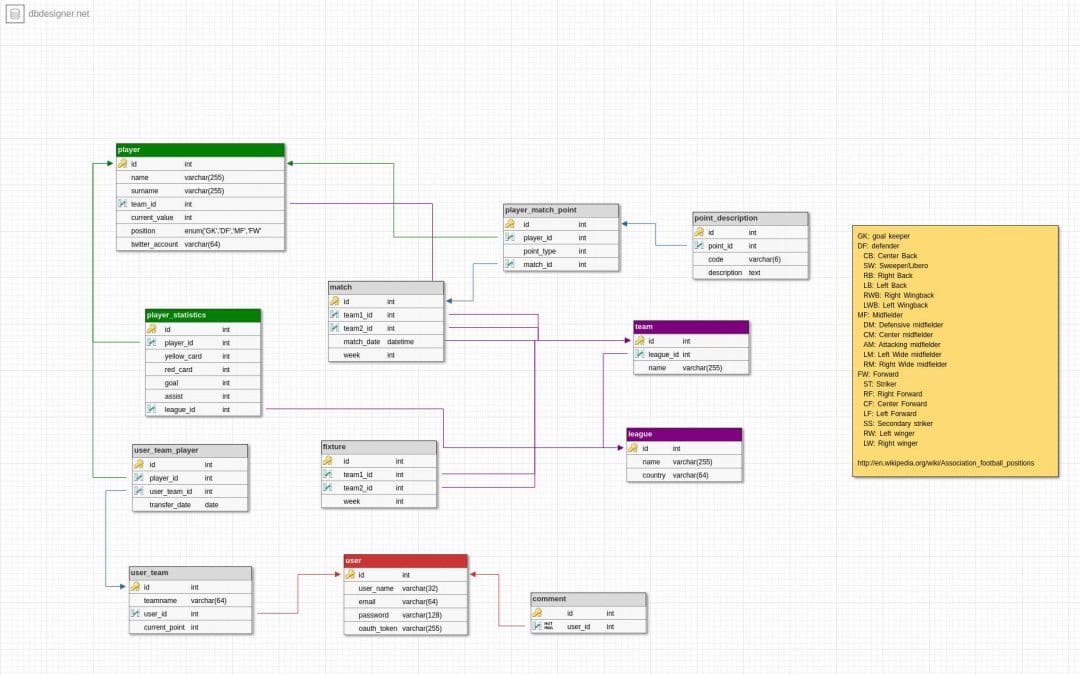 dbdesigner.net
player
id int
name varchar(255)
surname varchar(255)
team_id int
current_value int
position enum('GK','DF','MF','FW'
twitter_account varchar(64)
player_match_point
id int
player_id int
point_type int
match_id int
point_description
id int
point_id int
code varchar(6)
description text
match
id int
team1_id int
team2_id int
match_date datetime
week int
player_statistics
id int
player_id int
yellow_card int
red_card int
goal int
assist int
league_id int
team
id int
league_id int
name varchar(255)
user_team_player
id int
player_id int
user_team_id int
transfer_date date
fixture
id int
team1_id int
team2_id int
week int
league
id int
name varchar(255)
country varchar(64)
user_team
id int
teamname varchar(64)
user_id int
current_point int
user
id int
user_name varchar(32)
email varchar(64)
password varchar(128)
oauth_token varchar(255)
comment
id int
NOT NULL user_id int
GK: goal keeper
DF: defender
CB: Center Back
SW: Sweeper/Libero
RB: Right Back
LB: Left Back
RWB: Right Wingback
LWB: Left Wingback
MF: Midfielder
DM: Defensive midfielder
CM: Center midfielder
AM: Attacking midfielder
LM: Left Wide midfielder
RM: Right Wide midfielder
FW: Forward
ST: Striker
RF: Right Forward
CF: Center Forward
LF: Left Forward
SS: Secondary striker
RW: Left winger
LW: Right winger
http://en.wikipedia.org/wiki/Association_football_positions